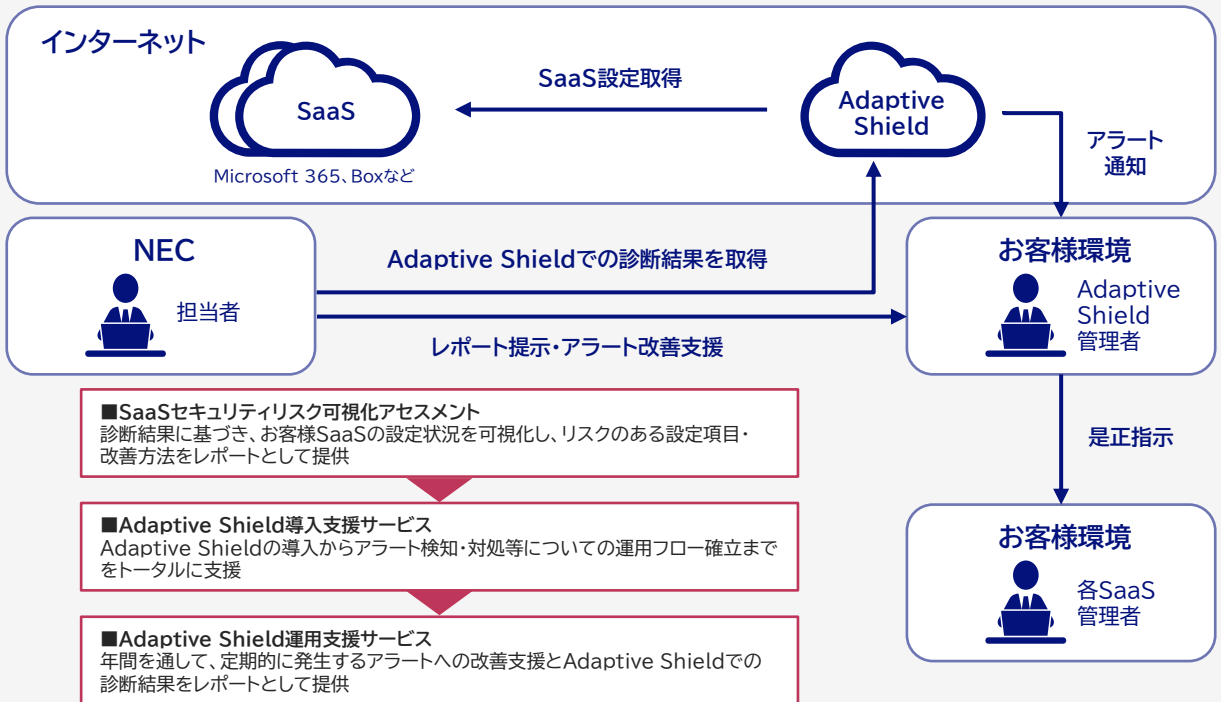 インターネット
SaaS
Microsoft 365、Boxなど
SaaS設定取得
Adaptive
Shield
アラート
通知
NEC
担当者
Adaptive Shieldでの診断結果を取得
レポート提示・アラート改善支援
お客様環境
Adaptive
Shield
管理者
是正指示
お客様環境
各SaaS
管理者
■SaaSセキュリティリスク可視化アセスメント
診断結果に基づき、お客様SaaSの設定状況を可視化し、リスクのある設定項目・
改善方法をレポートとして提供
■Adaptive Shield導入支援サービス
Adaptive Shieldの導入からアラート検知・対処等についての運用フロー確立まで
をトータルに支援
■Adaptive Shield運用支援サービス
年間を通して、定期的に発生するアラートへの改善支援とAdaptive Shieldでの
診断結果をレポートとして提供